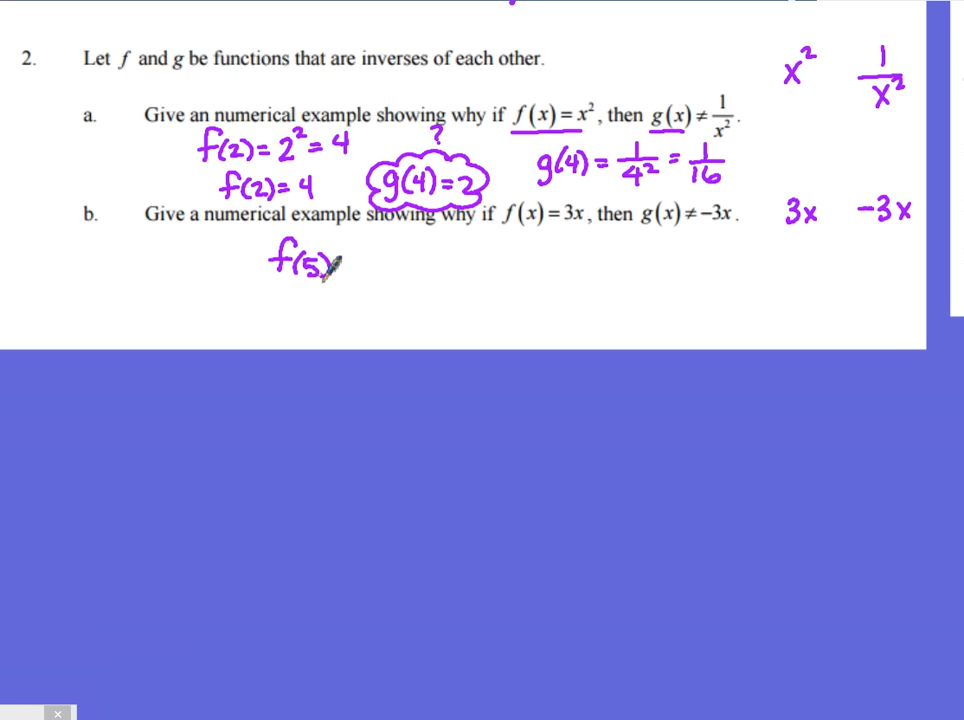 2. Let f and g be functions that are inverses of each other.
x² 1/x²
a. Give an numerical example showing why if f(x) = x², then g(x) ≠ 1/x².
?
f(2) = 2² = 4
f(2) = 4 g(4) = 2 g(4) = 1/4² = 1/16
b. Give a numerical example showing why if f(x) = 3x, then g(x) ≠ −3x. 3x −3x
f(5)